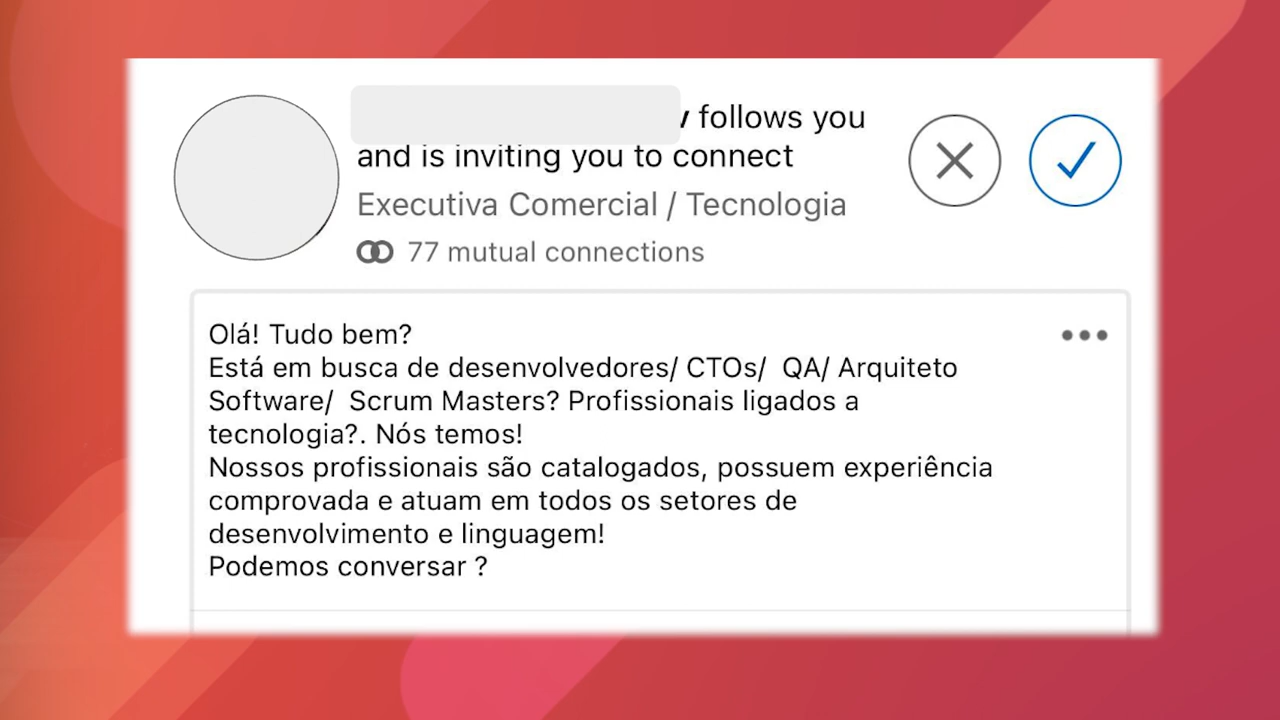 follows you
and is inviting you to connect
Executiva Comercial / Tecnologia
77 mutual connections
Olá! Tudo bem?
Está em busca de desenvolvedores/ CTOs/  QA/ Arquiteto
Software/  Scrum Masters? Profissionais ligados a
tecnologia?. Nós temos!
Nossos profissionais são catalogados, possuem experiência
comprovada e atuam em todos os setores de
desenvolvimento e linguagem!
Podemos conversar ?